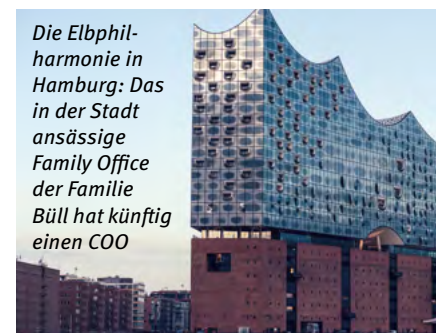 Die Elbphil-
harmonie in
Hamburg: Das
in der Stadt
ansässige
Family Office
der Familie
Büll hat künftig
einen COO